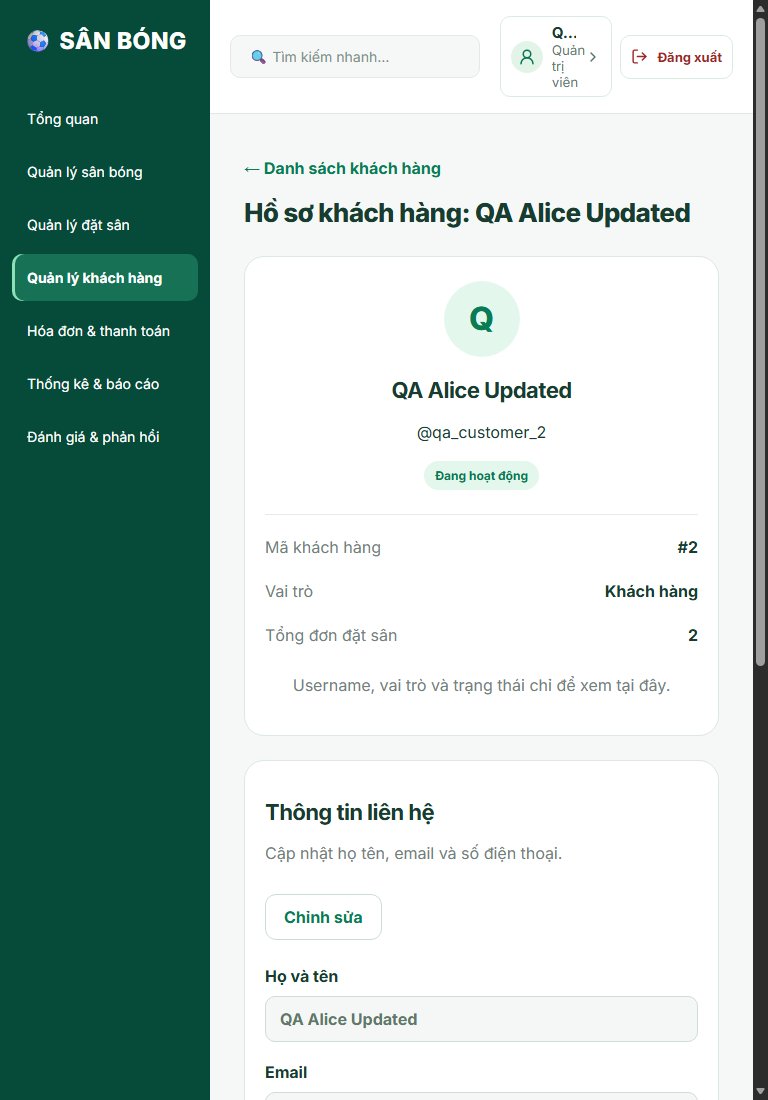 SÂN BÓNG
Tổng quan
Quản lý sân bóng
Quản lý đặt sân
Quản lý khách hàng
Hóa đơn & thanh toán
Thống kê & báo cáo
Đánh giá & phản hồi
Tìm kiếm nhanh...
Q...
Quản
trị
viên
Đăng xuất
← Danh sách khách hàng
Hồ sơ khách hàng: QA Alice Updated
Q
QA Alice Updated
@qa_customer_2
Đang hoạt động
Mã khách hàng #2
Vai trò Khách hàng
Tổng đơn đặt sân 2
Username, vai trò và trạng thái chỉ để xem tại đây.
Thông tin liên hệ
Cập nhật họ tên, email và số điện thoại.
Chỉnh sửa
Họ và tên
QA Alice Updated
Email